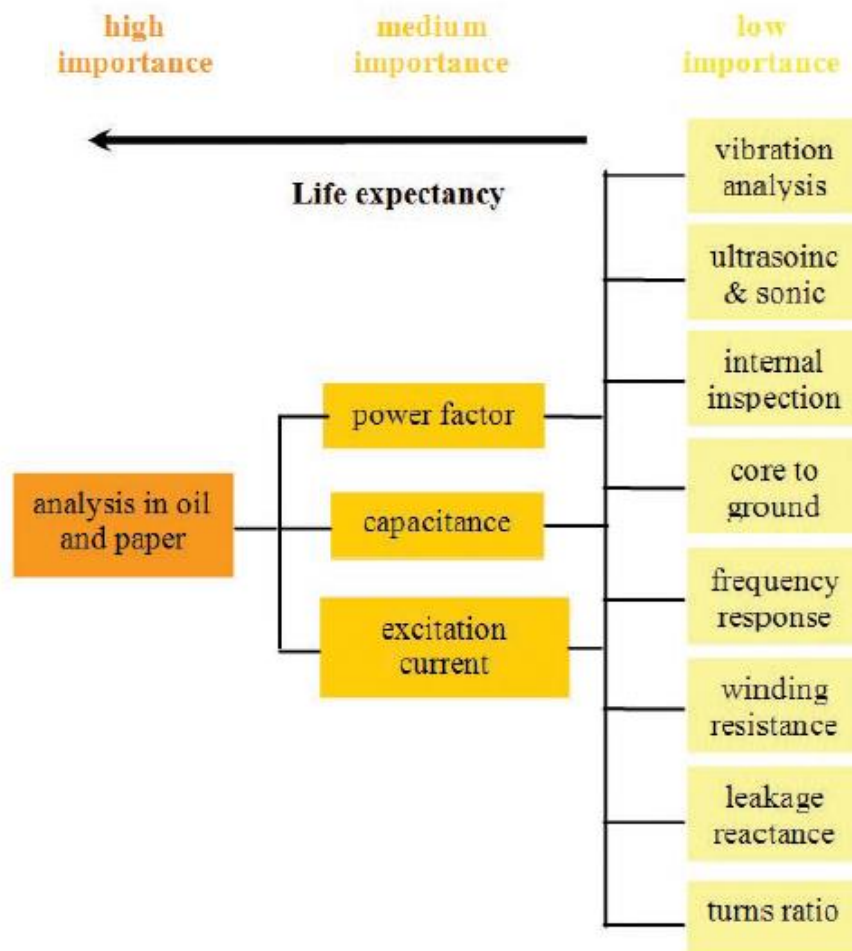 high
importance
medium
importance
low
importance
Life expectancy
analysis in oil
and paper
power factor
capacitance
excitation
current
vibration
analysis
ultrasoinc
& sonic
internal
inspection
core to
ground
frequency
response
winding
resistance
leakage
reactance
turns ratio